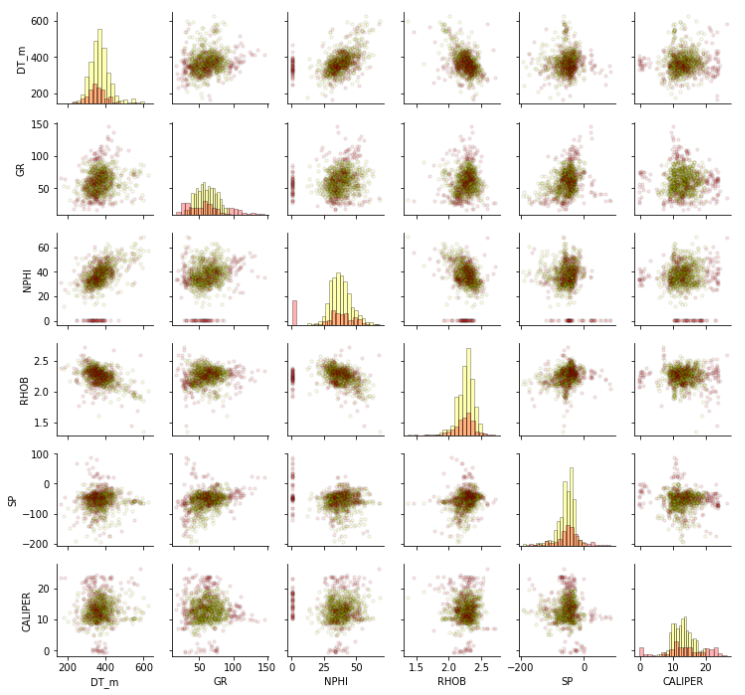 600
DT_m
400
200
150
GR
100
50
60
NPHI
40
20
0
2.5
RHOB
2.0
1.5
100
SP
0
−100
−200
CALIPER
20
10
0
200 400 600 50 100 150 0 25 50 1.5 2.0 2.5 −200 0 0 10 20
DT_m GR NPHI RHOB SP CALIPER